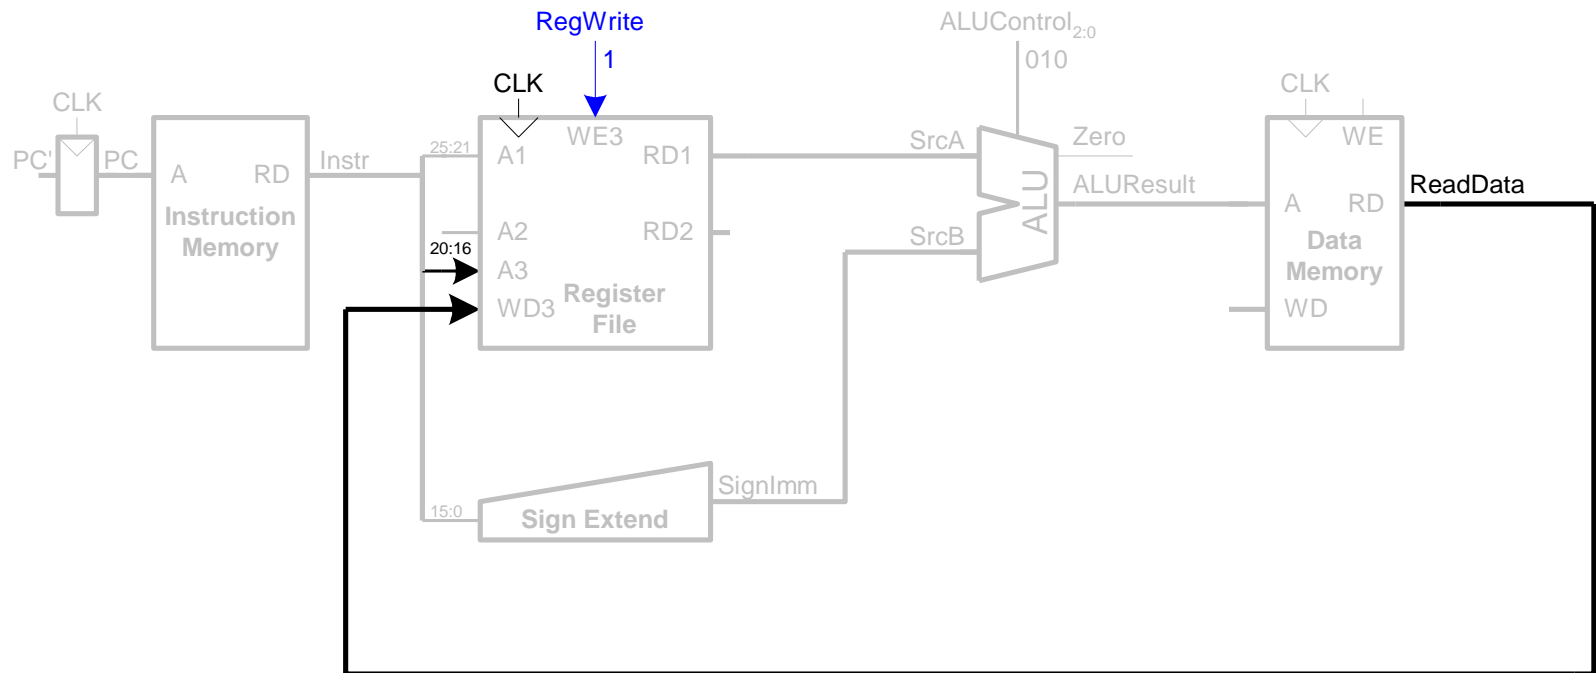 RegWrite
ALUControl2:0
1
010
CLK
CLK
CLK
WE3
WE
PC'
PC
A
RD
Instr
25:21
A1
RD1
SrcA
Zero
Instruction
Memory
ALU
ALUResult
A
RD
ReadData
A2
RD2
SrcB
Data
Memory
20:16
A3
WD3
Register
File
WD
SignImm
15:0
Sign Extend